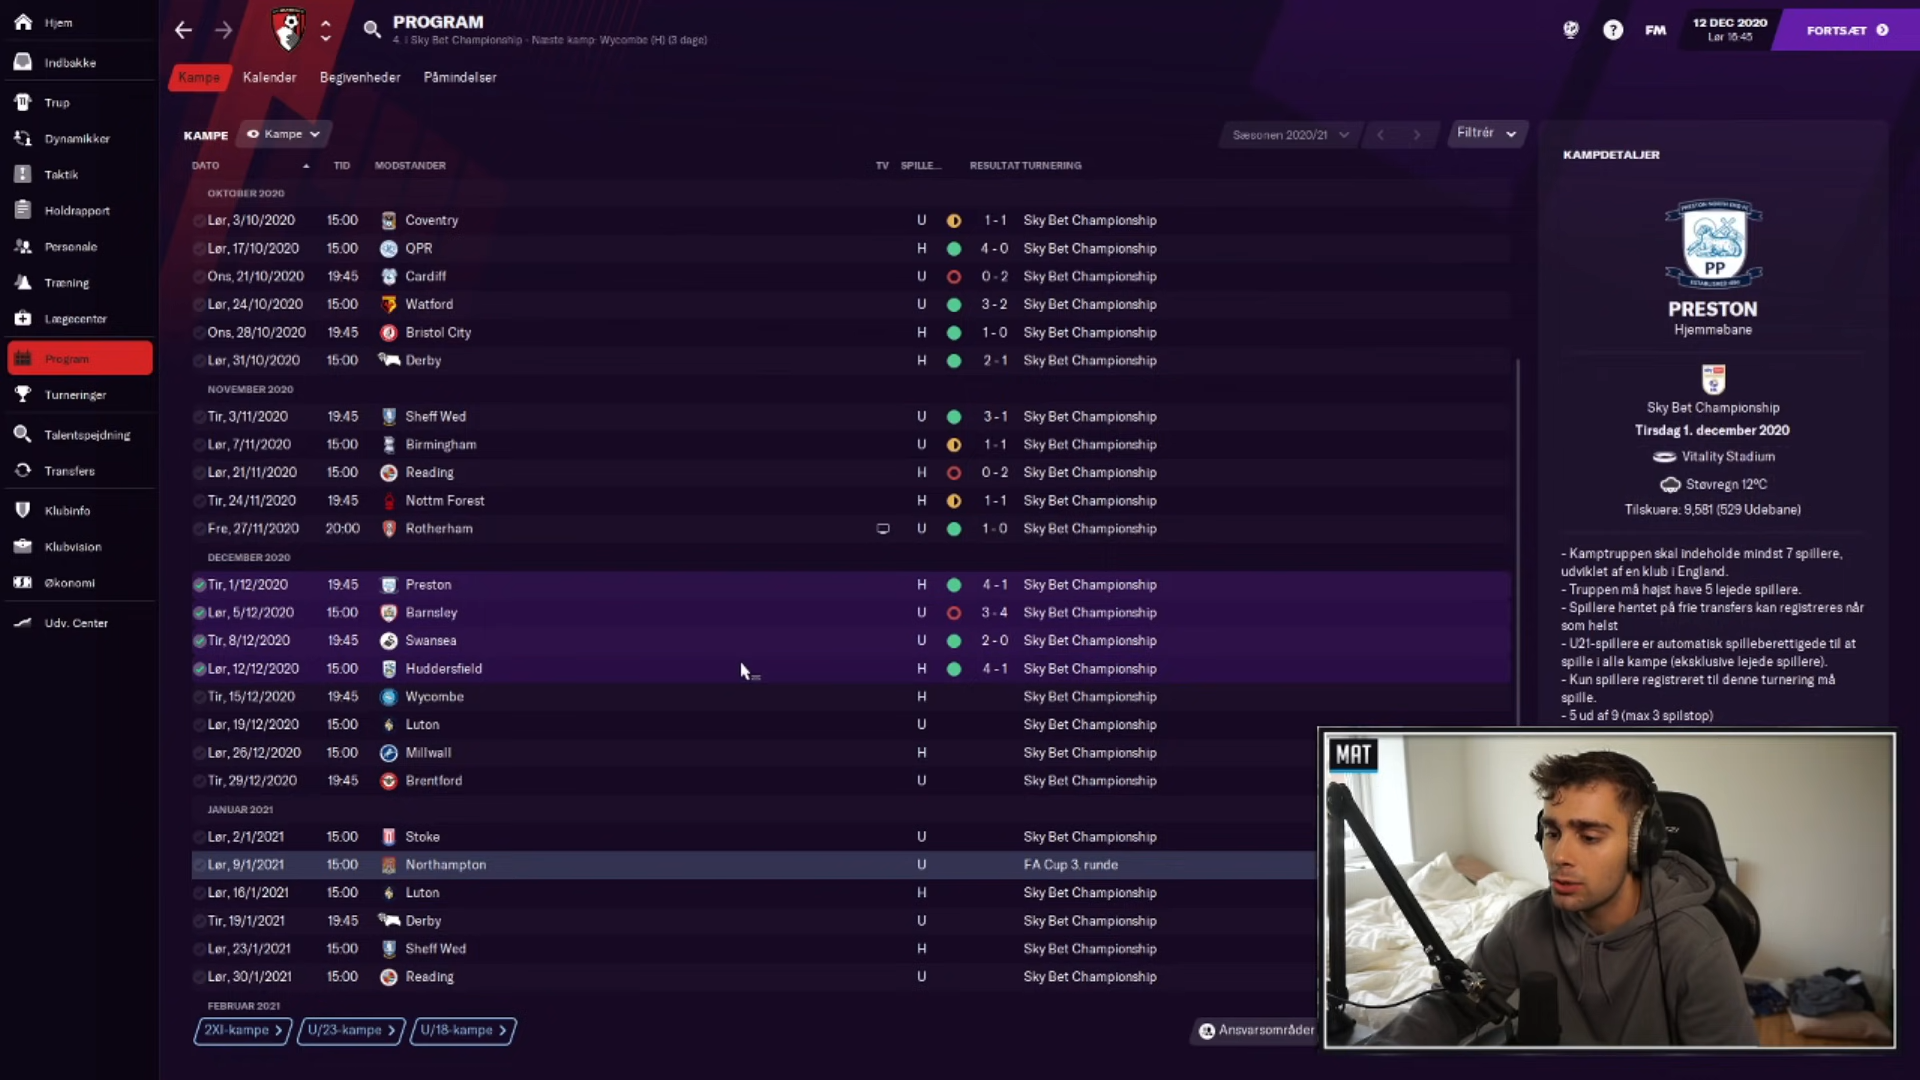 Hjem
Indbakke
Trup
Dynamikker
Taktik
Holdrapport
Personale
Træning
Lægecenter
Program
Turneringer
Talentspejdning
Transfers
Klubinfo
Klubvision
Økonomi
Udv. Center
PROGRAM
4. i Sky Bet Championship - Næste kamp: Wycombe (H) (3 dage)
FM
12 DEC 2020
Lør 16:45
FORTSÆT
Kampe Kalender Begivenheder Påmindelser
KAMPE Kampe Sæsonen 2020/21 Filtrér
DATO TID MODSTANDER TV SPILLE... RESULTAT TURNERING
OKTOBER 2020
Lør, 3/10/2020 15:00 Coventry U 1 - 1 Sky Bet Championship
Lør, 17/10/2020 15:00 QPR H 4 - 0 Sky Bet Championship
Ons, 21/10/2020 19:45 Cardiff U 0 - 2 Sky Bet Championship
Lør, 24/10/2020 15:00 Watford U 3 - 2 Sky Bet Championship
Ons, 28/10/2020 19:45 Bristol City H 1 - 0 Sky Bet Championship
Lør, 31/10/2020 15:00 Derby H 2 - 1 Sky Bet Championship
NOVEMBER 2020
Tir, 3/11/2020 19:45 Sheff Wed U 3 - 1 Sky Bet Championship
Lør, 7/11/2020 15:00 Birmingham U 1 - 1 Sky Bet Championship
Lør, 21/11/2020 15:00 Reading H 0 - 2 Sky Bet Championship
Tir, 24/11/2020 19:45 Nottm Forest H 1 - 1 Sky Bet Championship
Fre, 27/11/2020 20:00 Rotherham U 1 - 0 Sky Bet Championship
DECEMBER 2020
Tir, 1/12/2020 19:45 Preston H 4 - 1 Sky Bet Championship
Lør, 5/12/2020 15:00 Barnsley U 3 - 4 Sky Bet Championship
Tir, 8/12/2020 19:45 Swansea U 2 - 0 Sky Bet Championship
Lør, 12/12/2020 15:00 Huddersfield H 4 - 1 Sky Bet Championship
Tir, 15/12/2020 19:45 Wycombe H Sky Bet Championship
Lør, 19/12/2020 15:00 Luton U Sky Bet Championship
Lør, 26/12/2020 15:00 Millwall H Sky Bet Championship
Tir, 29/12/2020 19:45 Brentford U Sky Bet Championship
JANUAR 2021
Lør, 2/1/2021 15:00 Stoke U Sky Bet Championship
Lør, 9/1/2021 15:00 Northampton U FA Cup 3. runde
Lør, 16/1/2021 15:00 Luton H Sky Bet Championship
Tir, 19/1/2021 19:45 Derby U Sky Bet Championship
Lør, 23/1/2021 15:00 Sheff Wed H Sky Bet Championship
Lør, 30/1/2021 15:00 Reading U Sky Bet Championship
FEBRUAR 2021
2XI-kampe U/23-kampe U/18-kampe Ansvarsområder
KAMPDETALJER
PP
PRESTON
Hjemmebane
Sky Bet Championship
Tirsdag 1. december 2020
Vitality Stadium
Støvregn 12ºC
Tilskuere: 9,581 (529 Udebane)
- Kamptruppen skal indeholde mindst 7 spillere,
udviklet af en klub i England.
- Truppen må højst have 5 lejede spillere.
- Spillere hentet på frie transfers kan registreres når
som helst
- U21-spillere er automatisk spilleberettigede til at
spille i alle kampe (eksklusive lejede spillere).
- Kun spillere registreret til denne turnering må
spille.
- 5 ud af 9 (max 3 spilstop)
MAT